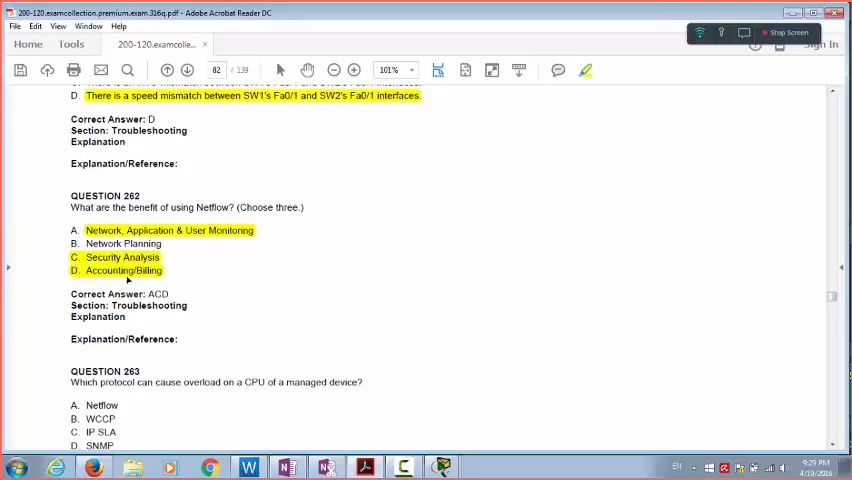 200-120.examcollection.premium.exam.316q.pdf - Adobe Acrobat Reader DC
File Edit View Window Help
Stop Screen
Home Tools 200-120.examcollec... × Sign In
82 / 139 101%
D. There is a speed mismatch between SW1's Fa0/1 and SW2's Fa0/1 interfaces.
Correct Answer: D
Section: Troubleshooting
Explanation
Explanation/Reference:
QUESTION 262
What are the benefit of using Netflow? (Choose three.)
A. Network, Application & User Monitoring
B. Network Planning
C. Security Analysis
D. Accounting/Billing
Correct Answer: ACD
Section: Troubleshooting
Explanation
Explanation/Reference:
QUESTION 263
Which protocol can cause overload on a CPU of a managed device?
A. Netflow
B. WCCP
C. IP SLA
D. SNMP
EN 9:29 PM
4/19/2016